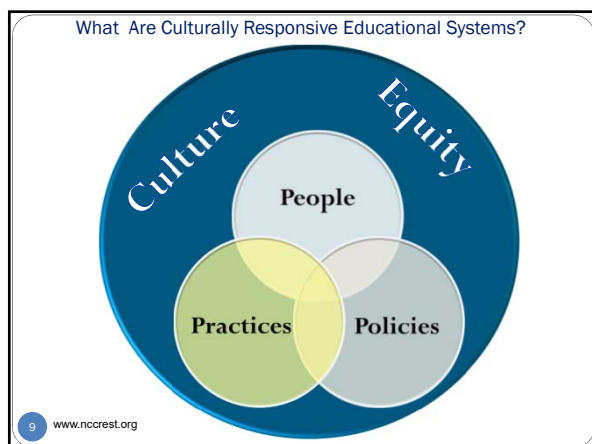 What Are Culturally Responsive Educational Systems?
Culture
Equity
People
Practices
Policies
9
www.nccrest.org